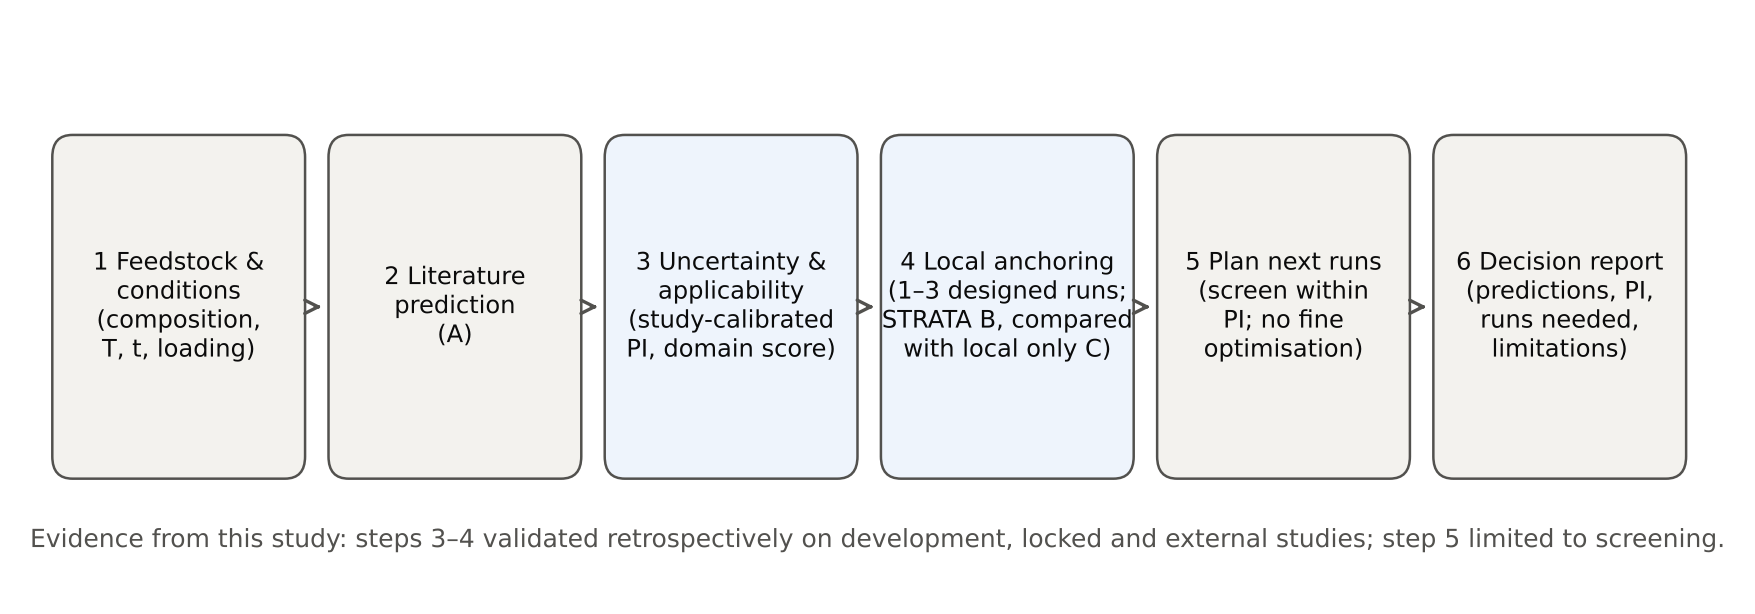 1 Feedstock &
conditions
(composition,
T, t, loading)
2 Literature
prediction
(A)
3 Uncertainty &
applicability
(study-calibrated
PI, domain score)
4 Local anchoring
(1–3 designed runs;
STRATA B, compared
with local only C)
5 Plan next runs
(screen within
PI; no fine
optimisation)
6 Decision report
(predictions, PI,
runs needed,
limitations)
Evidence from this study: steps 3–4 validated retrospectively on development, locked and external studies; step 5 limited to screening.